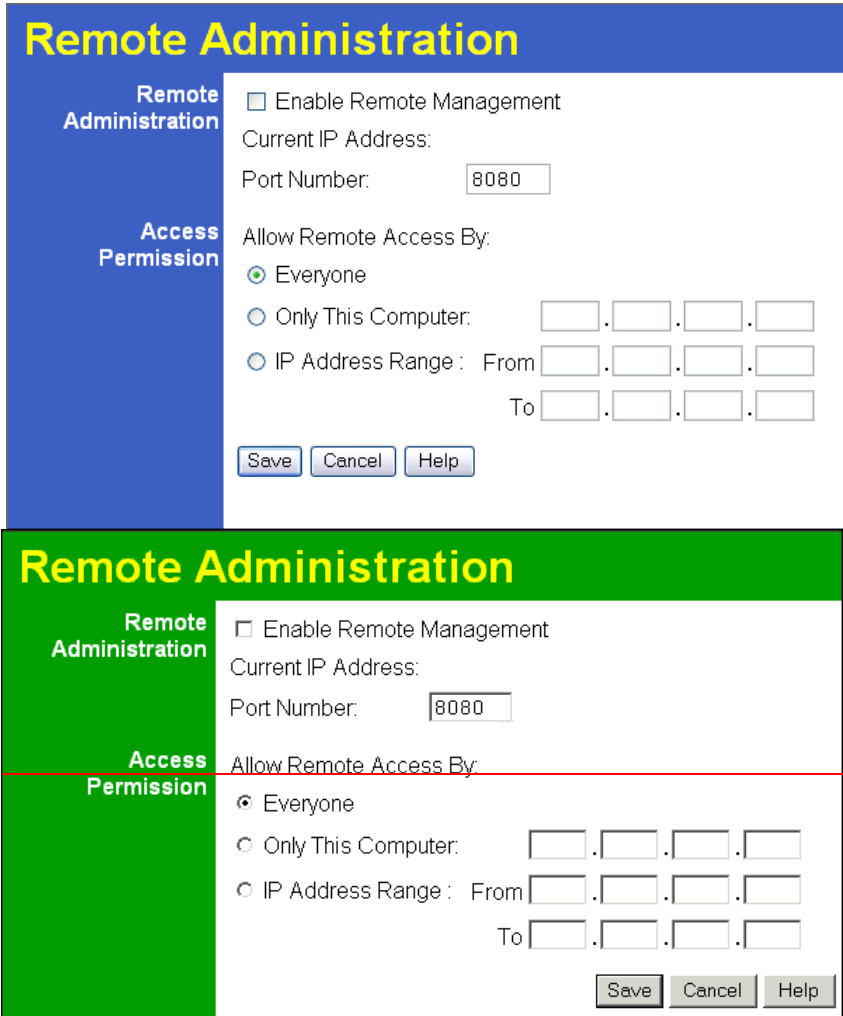 Remote Administration
Remote Administration
Enable Remote Management
Current IP Address:
Port Number: 8080
Access Permission
Allow Remote Access By:
Everyone
Only This Computer: . . .
IP Address Range : From . . .
To . . .
Save Cancel Help
Remote Administration
Remote Administration
Enable Remote Management
Current IP Address:
Port Number: 8080
Access Permission
Allow Remote Access By:
Everyone
Only This Computer: . . .
IP Address Range : From . . .
To . . .
Save Cancel Help